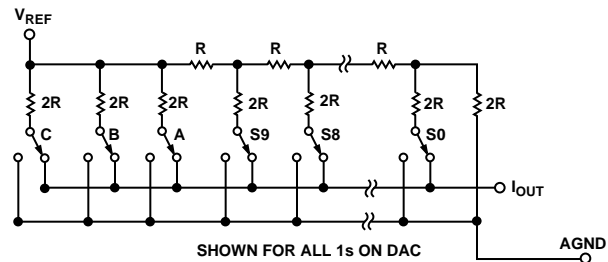 VREF
R R R
2R 2R 2R 2R 2R 2R 2R
C B A S9 S8 S0
IOUT
SHOWN FOR ALL 1s ON DAC
AGND